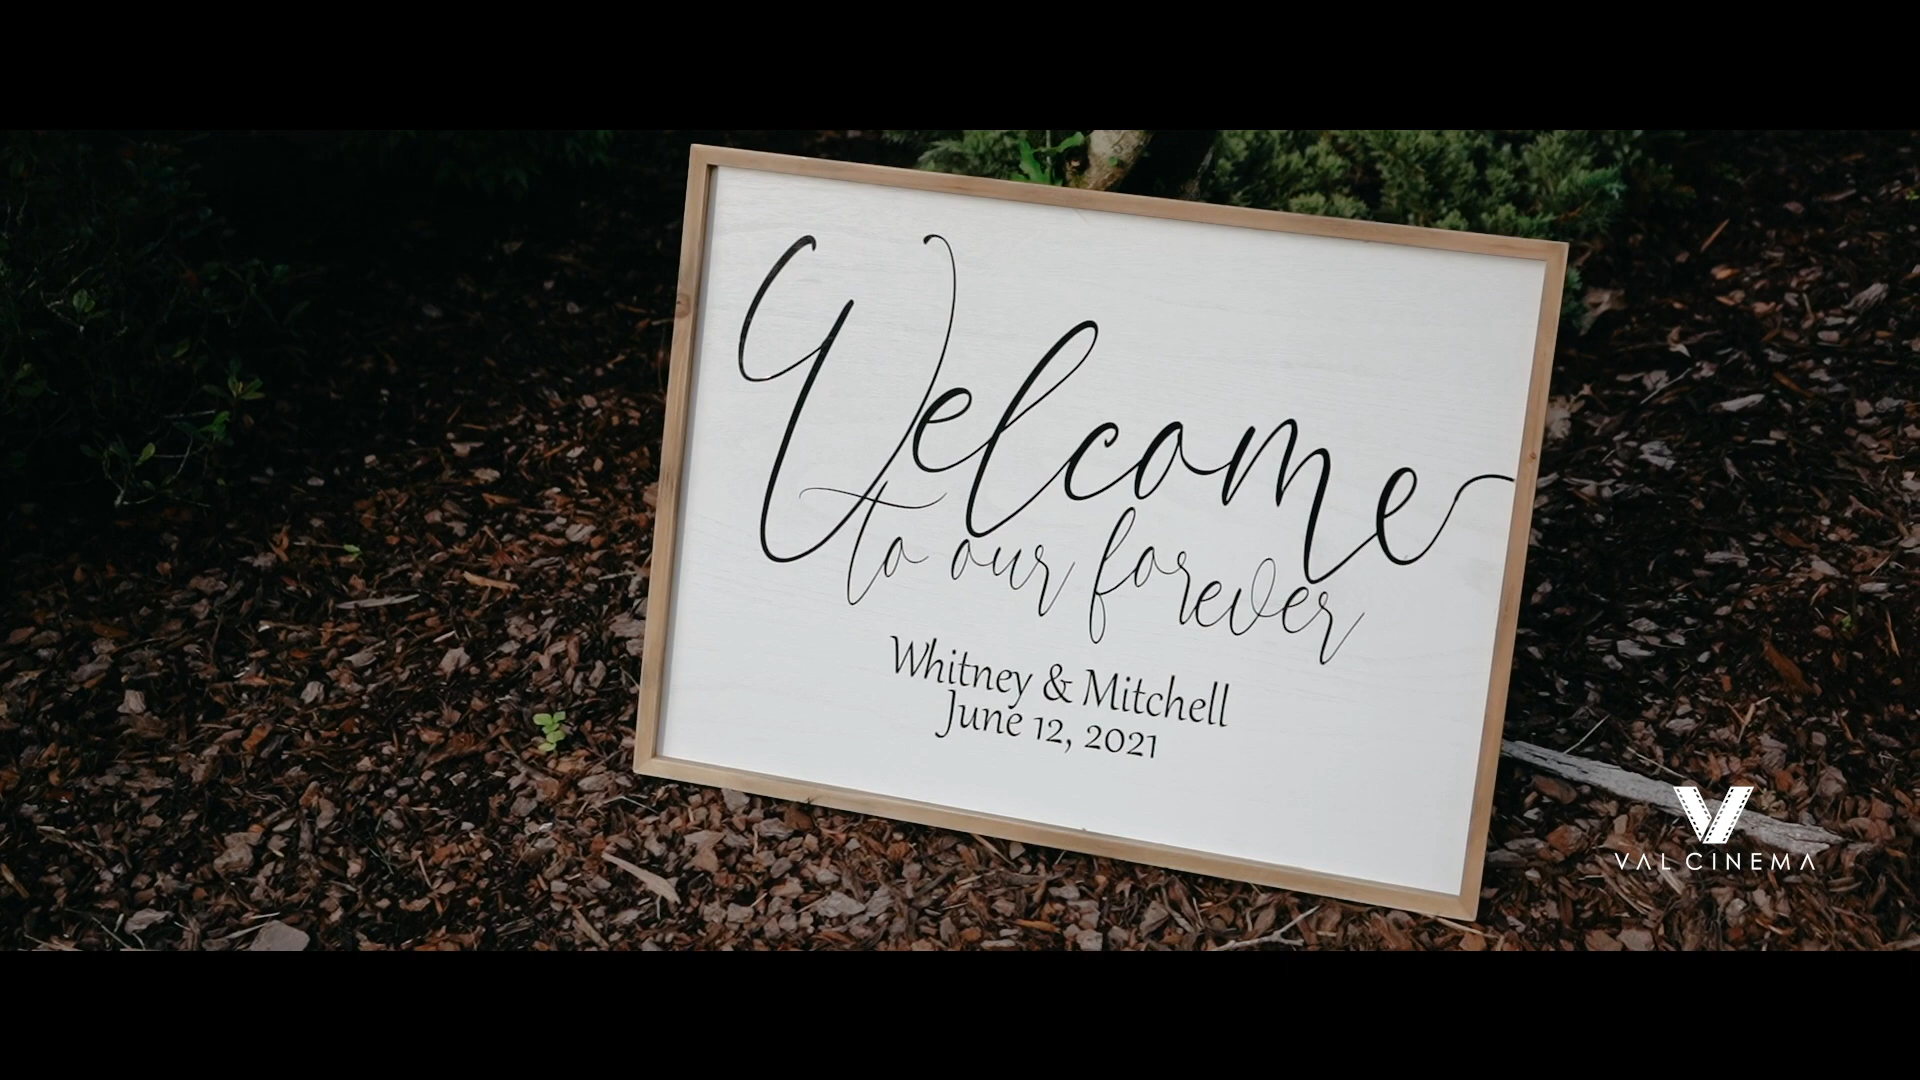 Welcome
to our forever
Whitney & Mitchell
June 12, 2021
VAL CINEMA